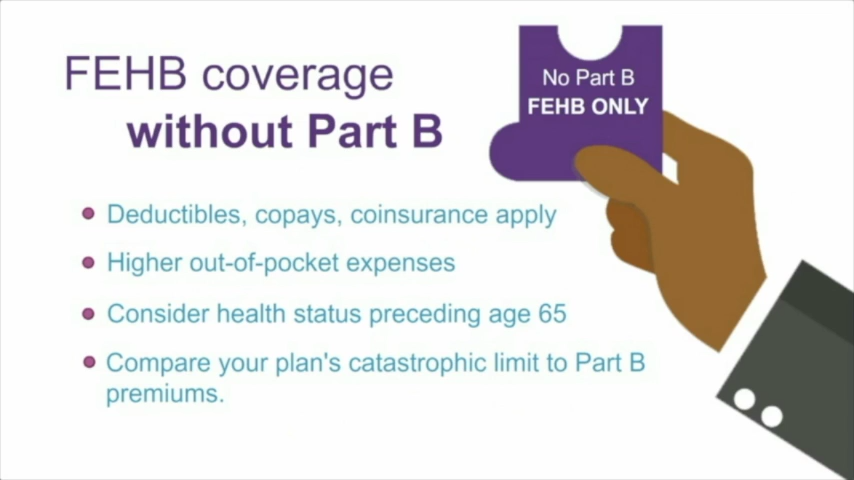 FEHB coverage
without Part B
No Part B
FEHB ONLY
Deductibles, copays, coinsurance apply
Higher out-of-pocket expenses
Consider health status preceding age 65
Compare your plan's catastrophic limit to Part B
premiums.